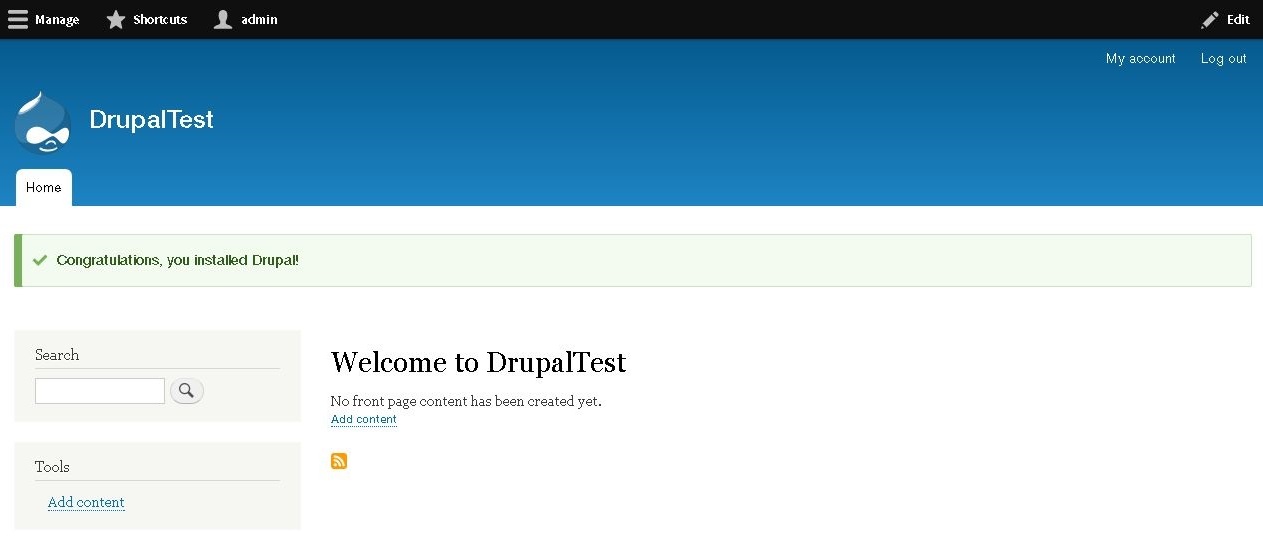 Manage Shortcuts admin Edit
My account Log out
DrupalTest
Home
Congratulations, you installed Drupal!
Search
Welcome to DrupalTest
No front page content has been created yet.
Add content
Tools
Add content